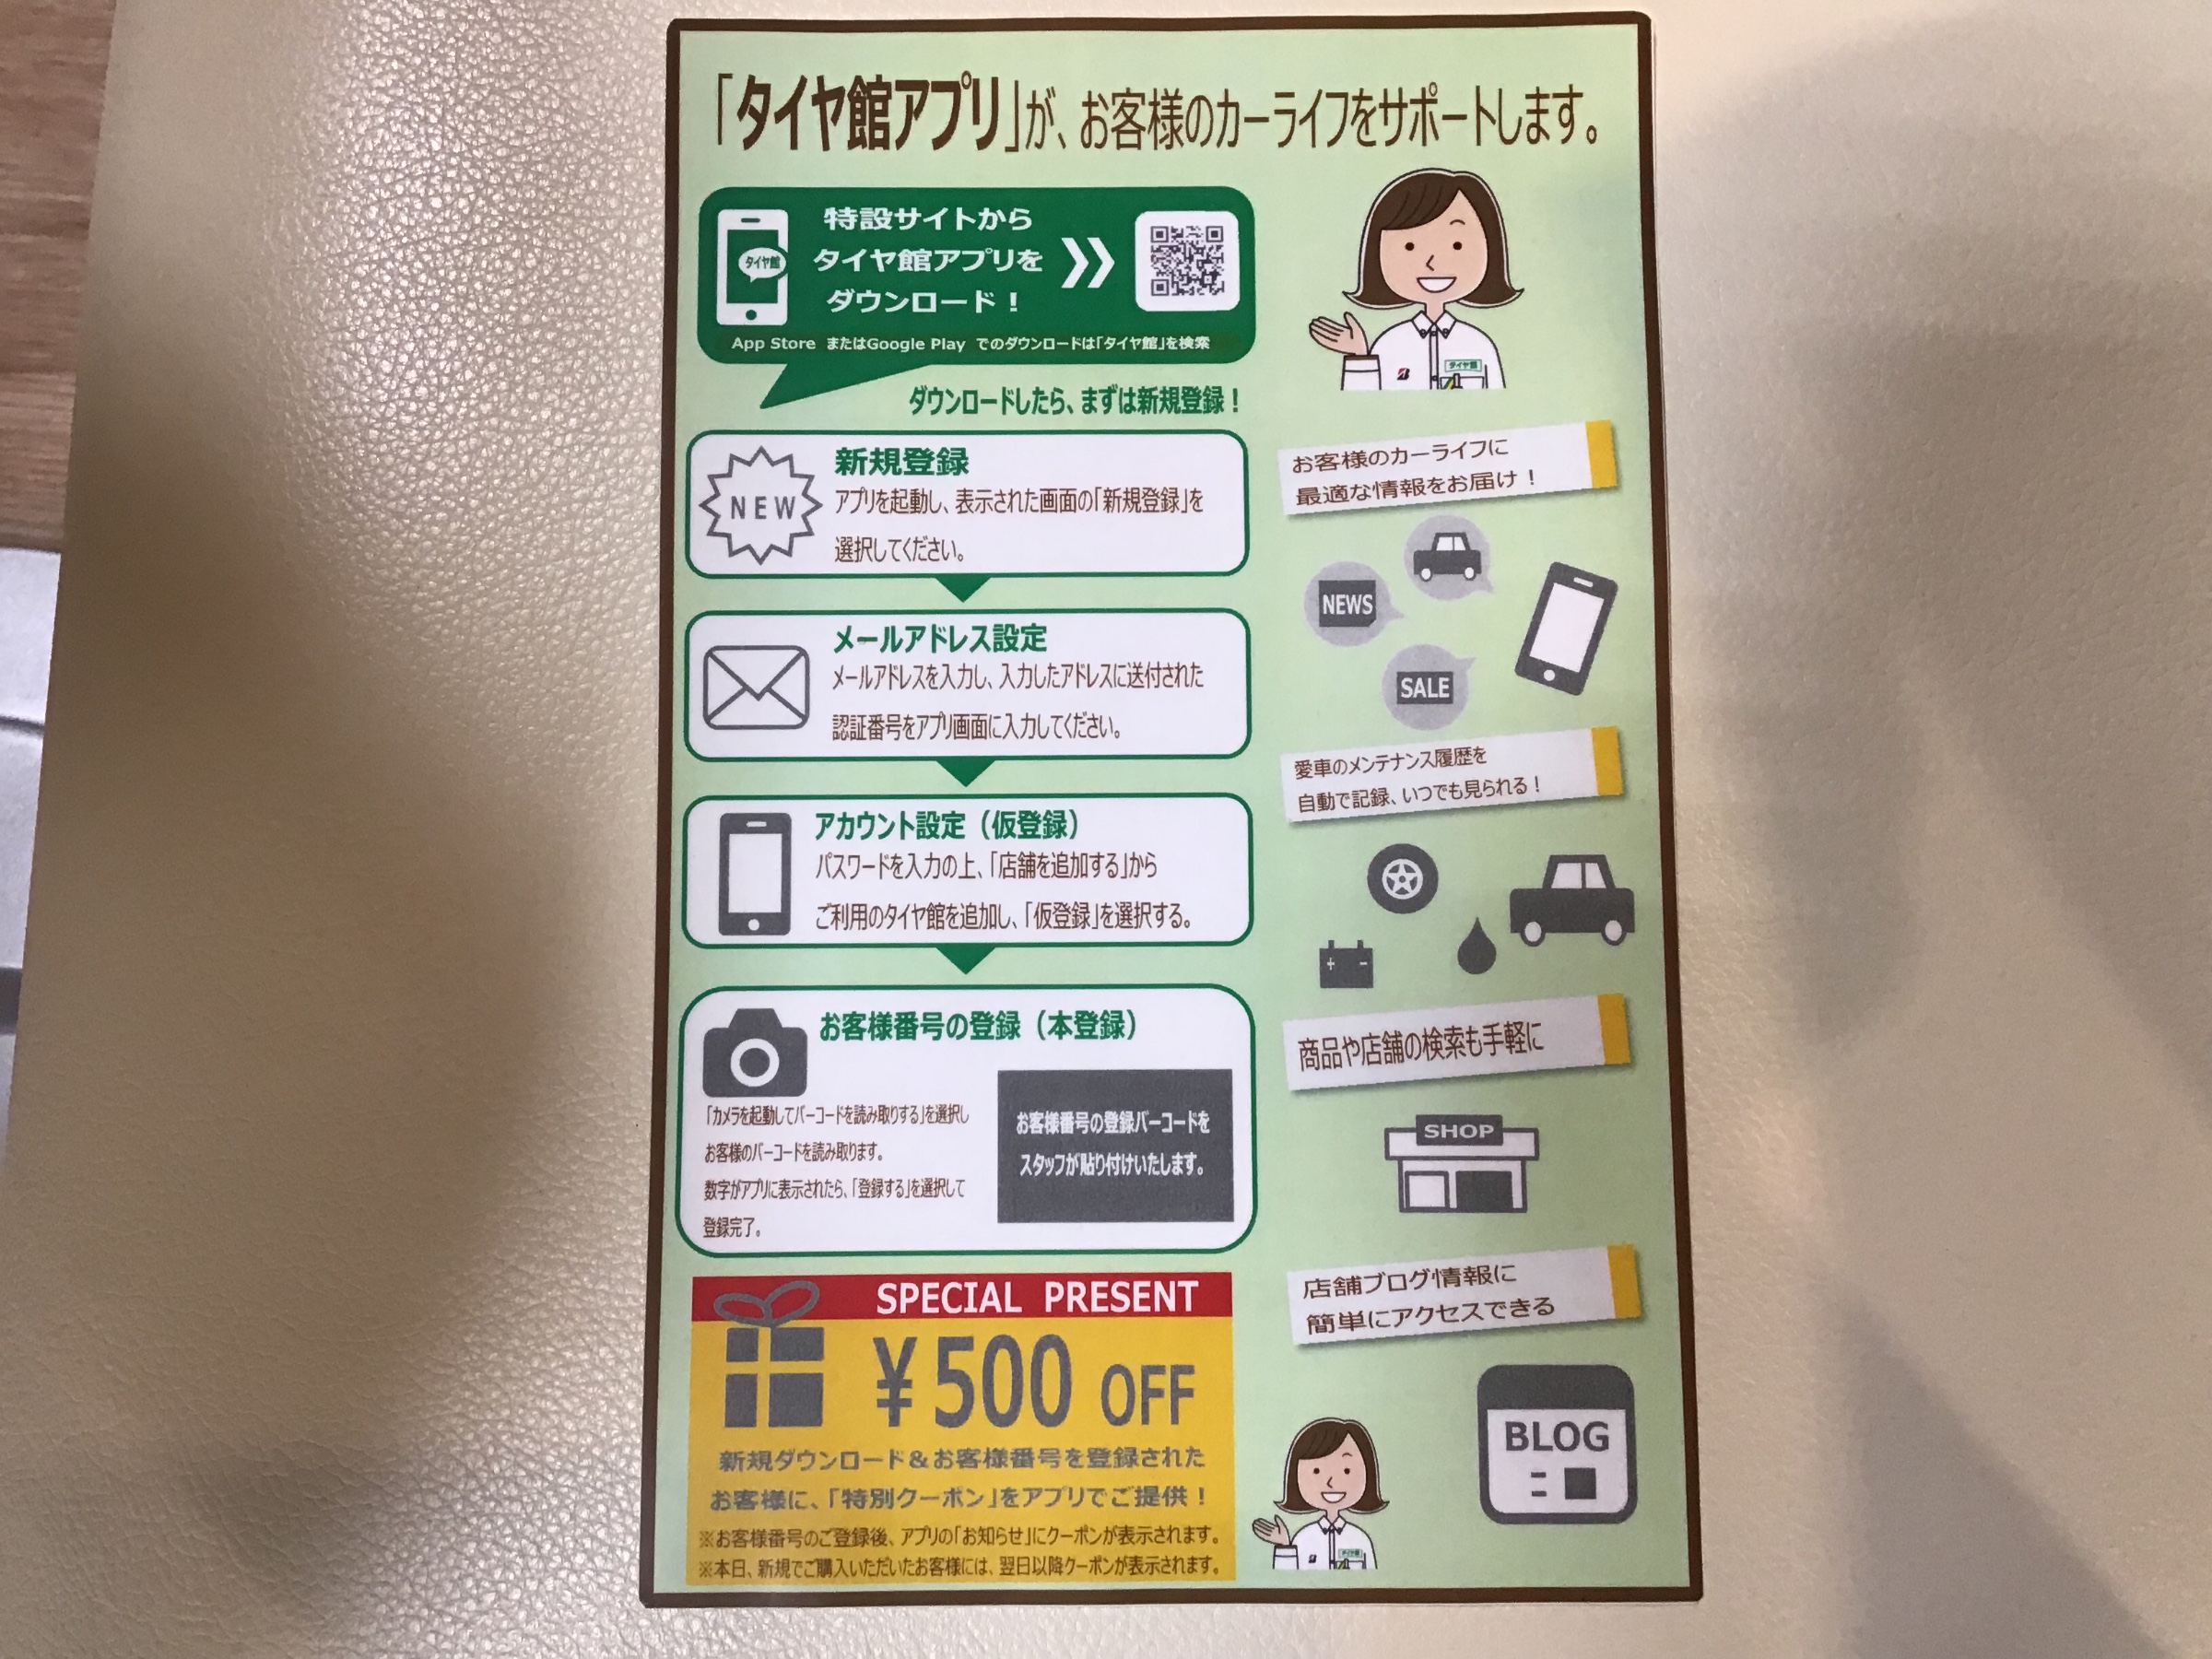 「タイヤ館アプリ」が、お客様のカーライフをサポートします。
特設サイトから
タイヤ館アプリを
ダウンロード！
タイヤ館
App Store またはGoogle Play でのダウンロードは「タイヤ館」を検索
ダウンロードしたら、まずは新規登録！
NEW
新規登録
アプリを起動し、表示された画面の「新規登録」を
選択してください。
メールアドレス設定
メールアドレスを入力し、入力したアドレスに送付された
認証番号をアプリ画面に入力してください。
アカウント設定（仮登録）
パスワードを入力の上、「店舗を追加する」から
ご利用のタイヤ館を追加し、「仮登録」を選択する。
お客様番号の登録（本登録）
「カメラを起動してバーコードを読み取りする」を選択し
お客様のバーコードを読み取ります。
数字がアプリに表示されたら、「登録する」を選択して
登録完了。
お客様番号の登録バーコードを
スタッフが貼り付けいたします。
SPECIAL PRESENT
￥500 OFF
新規ダウンロード＆お客様番号を登録された
お客様に、「特別クーポン」をアプリでご提供！
※お客様番号のご登録後、アプリの「お知らせ」にクーポンが表示されます。
※本日、新規でご購入いただいたお客様には、翌日以降クーポンが表示されます。
タイヤ館
お客様のカーライフに
最適な情報をお届け！
NEWS
SALE
愛車のメンテナンス履歴を
自動で記録、いつでも見られる！
商品や店舗の検索も手軽に
SHOP
店舗ブログ情報に
簡単にアクセスできる
BLOG
タイヤ館